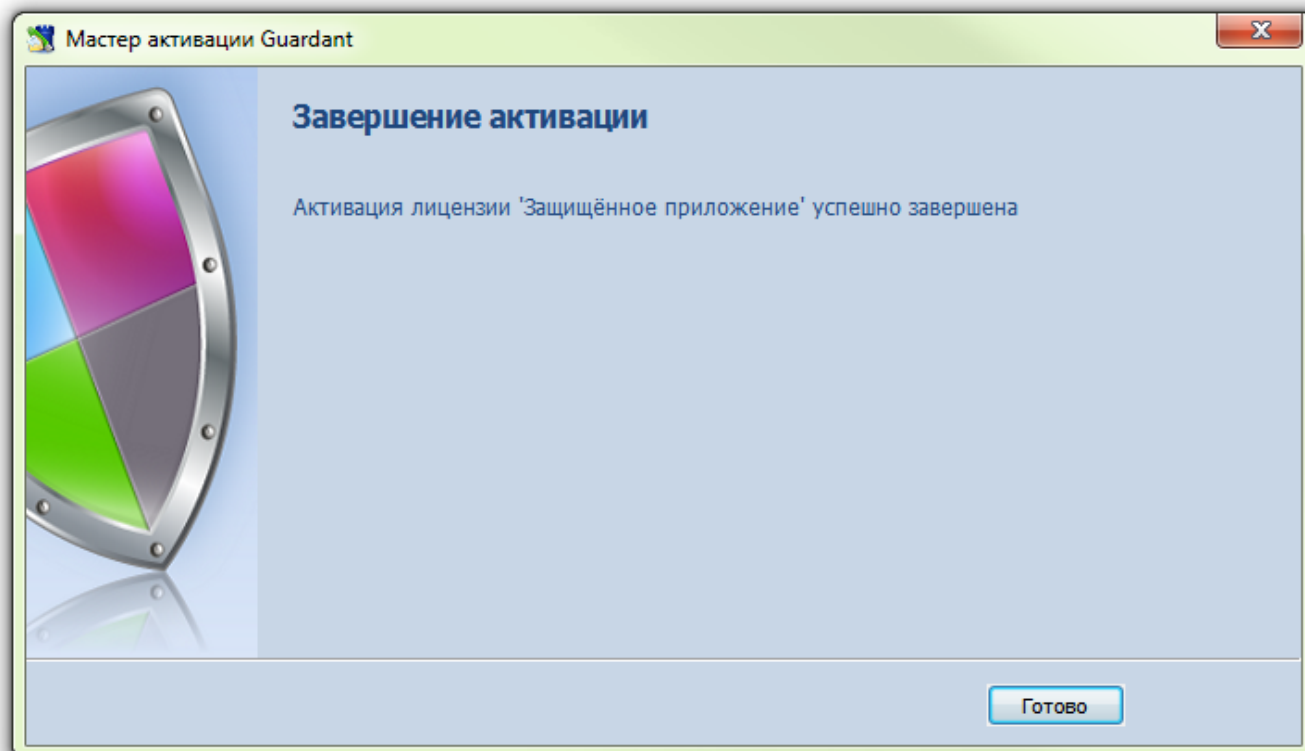 Мастер активации Guardant
Завершение активации
Активация лицензии 'Защищённое приложение' успешно завершена
Готово